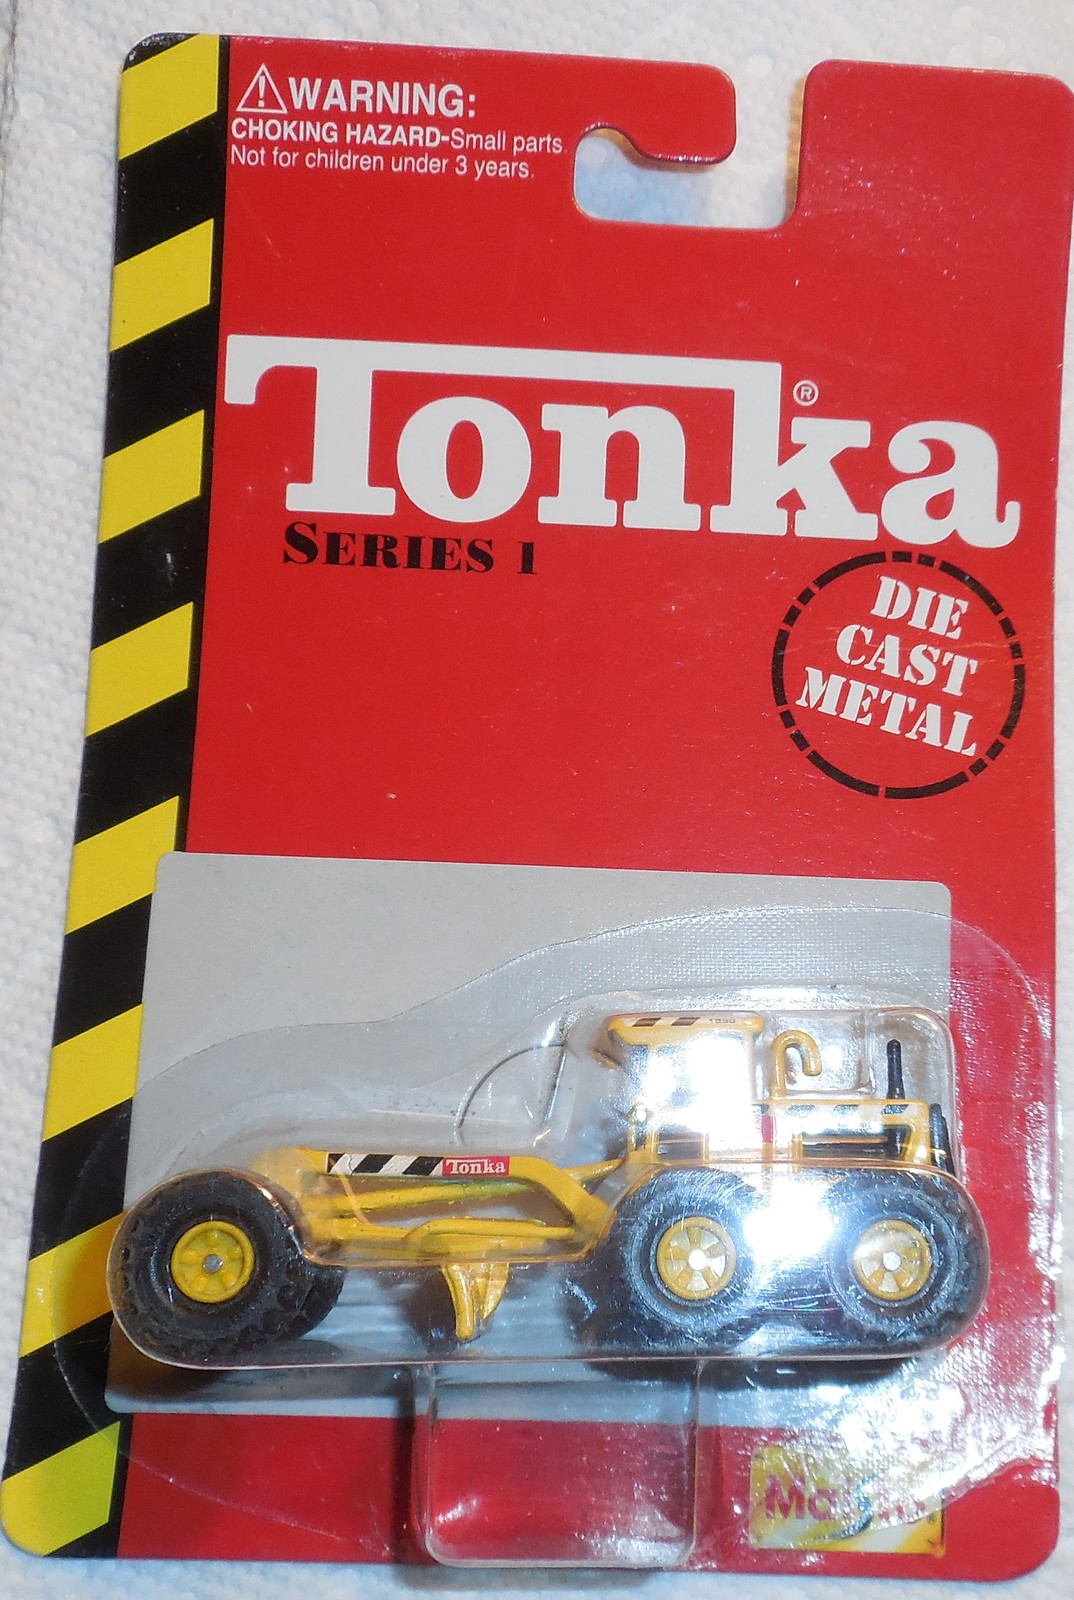 WARNING:
CHOKING HAZARD-Small parts.
Not for children under 3 years.
Tonka®
SERIES 1
DIE
CAST
METAL
Tonka